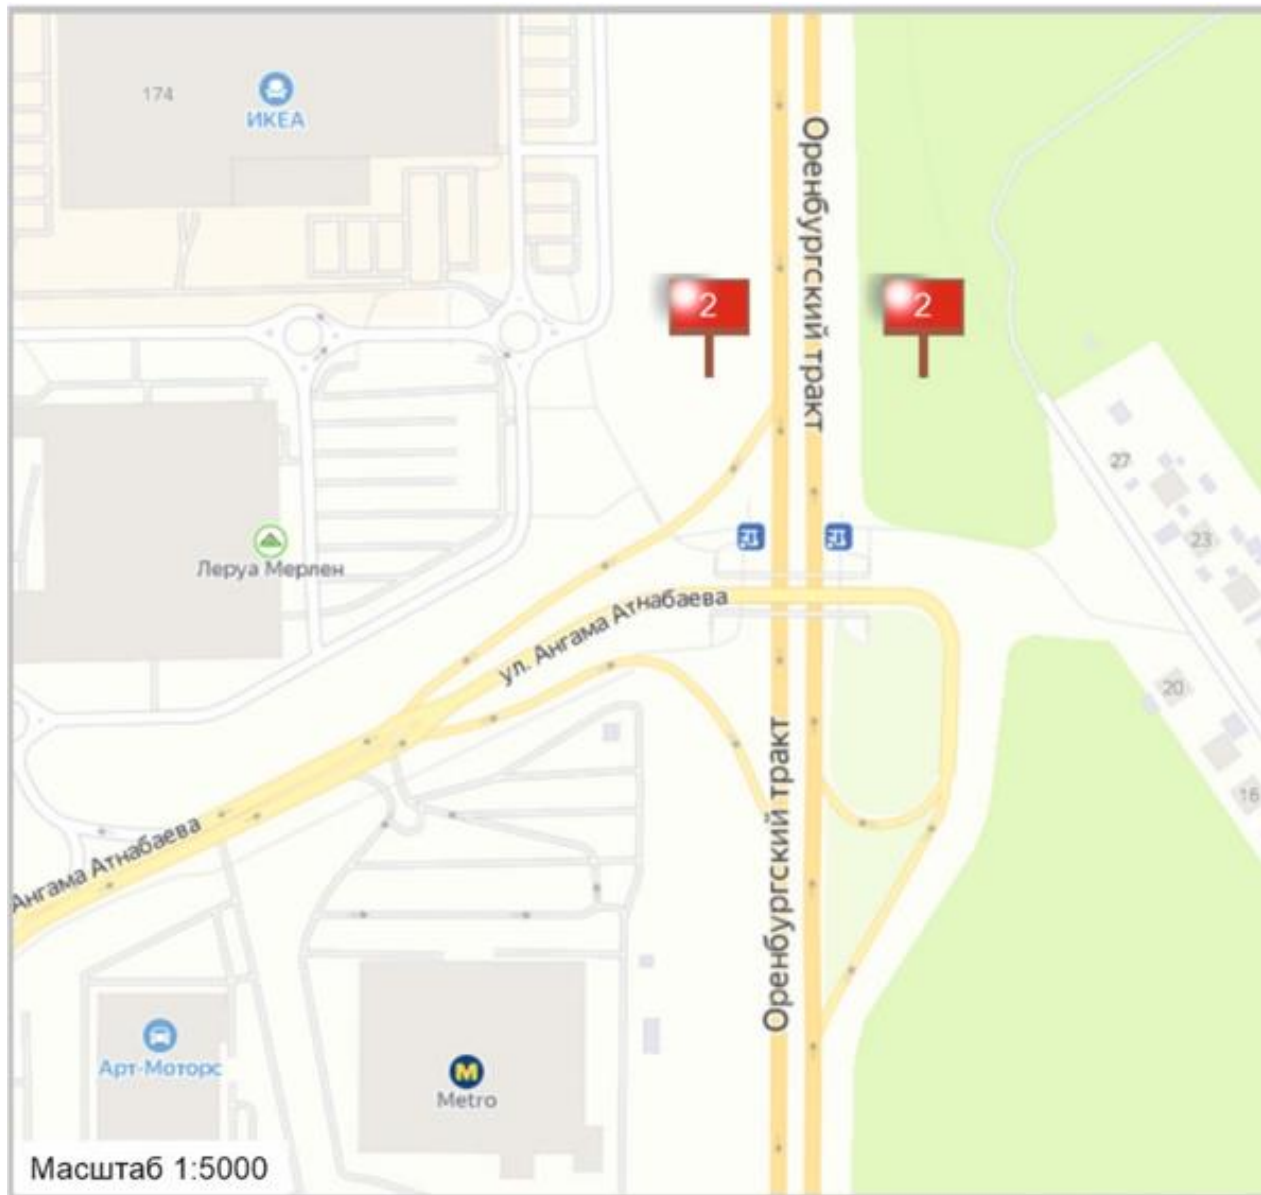 174
ИКЕА
Оренбургский тракт
2
2
27
23
Леруа Мерлен
ул. Ангама Атнабаева
20
Оренбургский тракт
16
Ангама Атнабаева
Арт-Моторс
M
Metro
Масштаб 1:5000